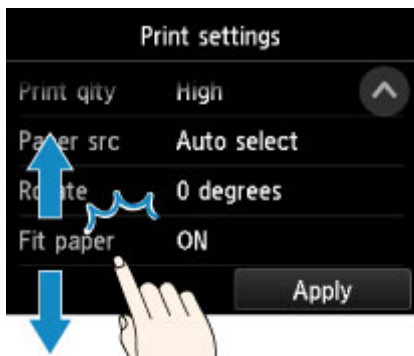 Print settings
Print qlty High
Paper src Auto select
Rotate 0 degrees
Fit paper ON
Apply